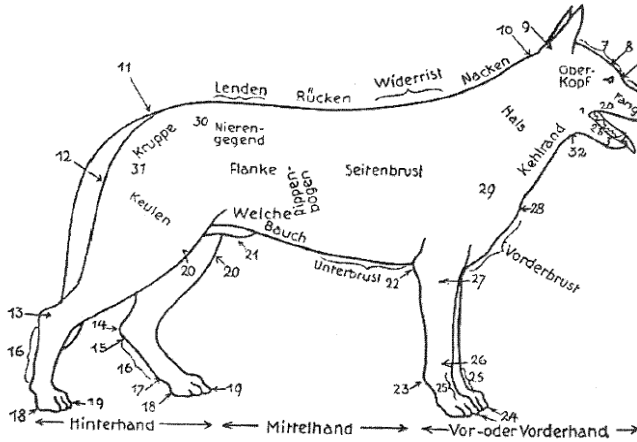 10
9
7
8
Ober-
Kopf
4
Fang
Nacken
Widerrist
Rücken
Lenden
11
Hals
1
20
Kruppe
30
Nieren-
gegend
Kehlrand
32
12
31
Flanke
Rippen-
bogen
Seitenbrust
29
28
Keulen
Welche
Bauch
Vorderbrust
20
20
21
Unterbrust
22
27
13
14
15
16
16
17
18
19
18
19
23
26
25
25
24
Hinterhand
Mittelhand
Vor-oder Vorderhand